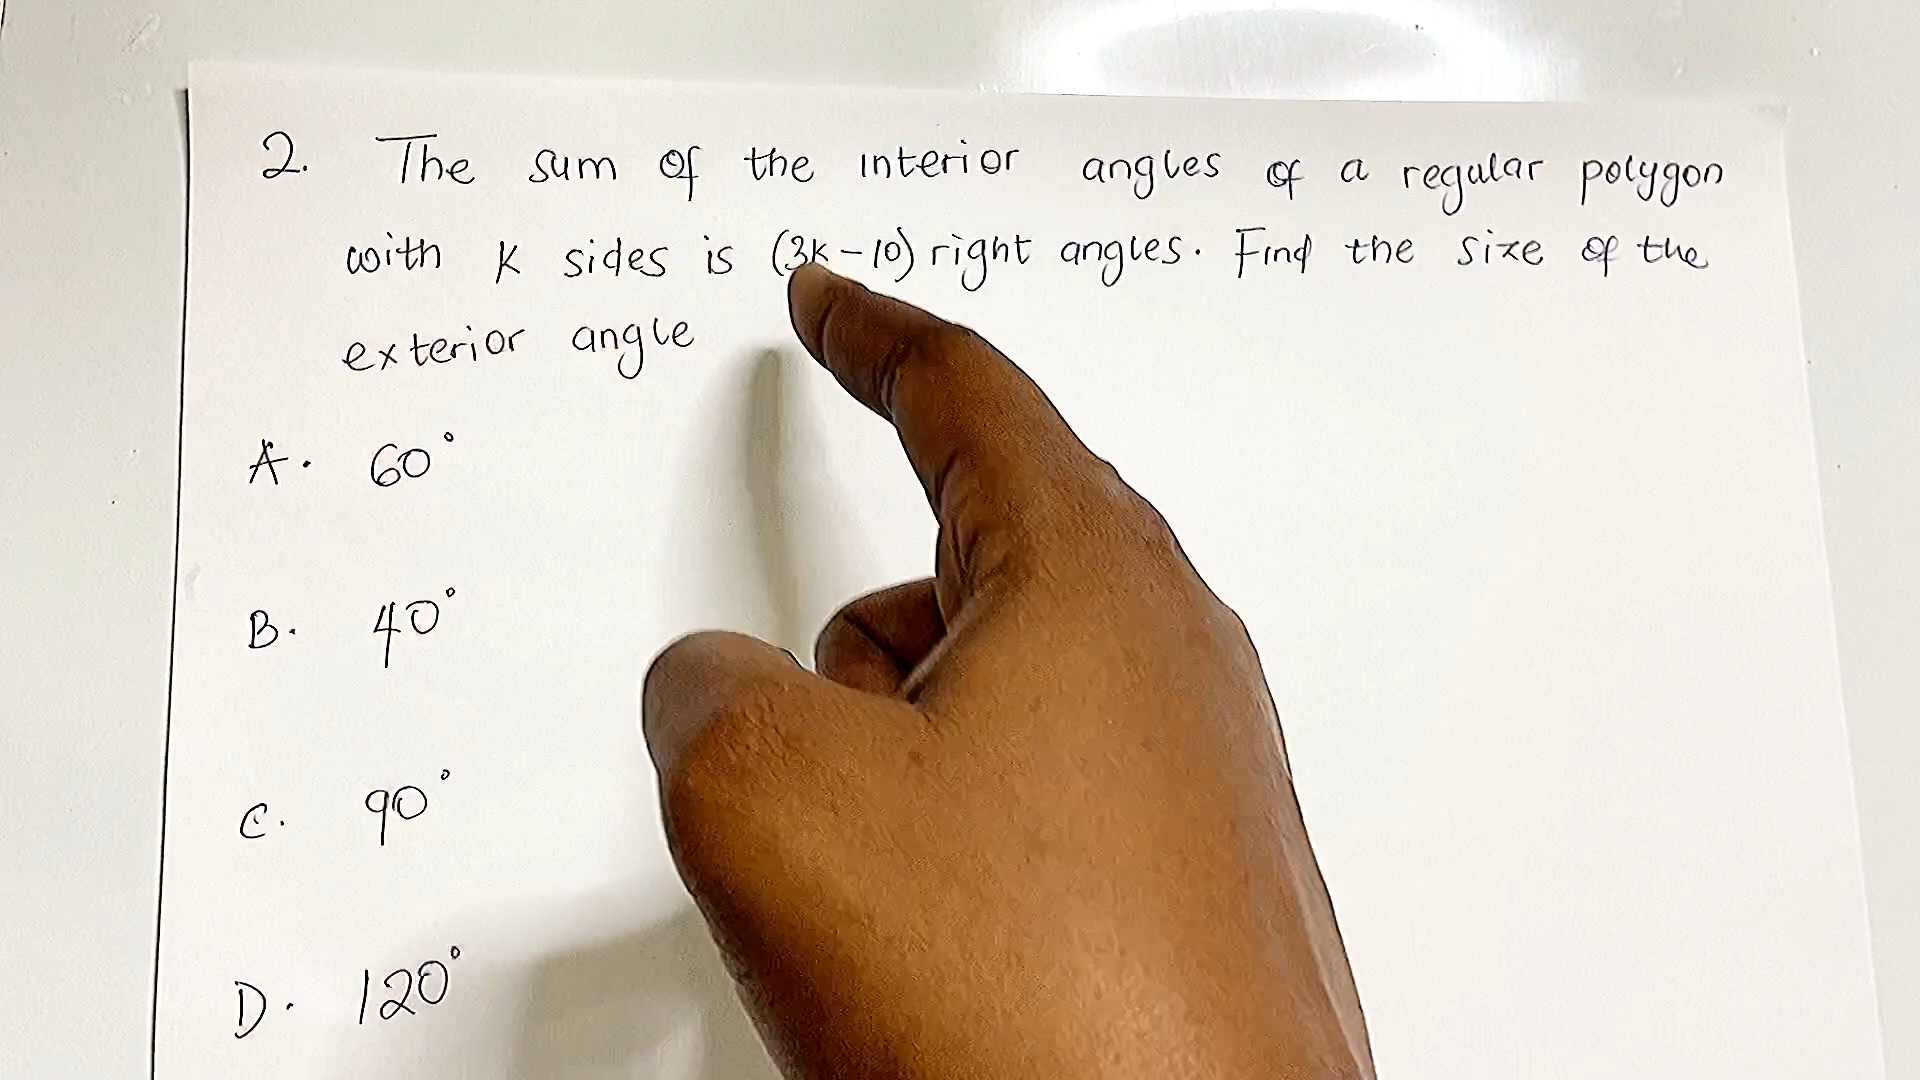 2. The sum of the interior angles of a regular polygon
with K sides is (3k-10) right angles. Find the size of the
exterior angle
A. 60°
B. 40°
C. 90°
D. 120°